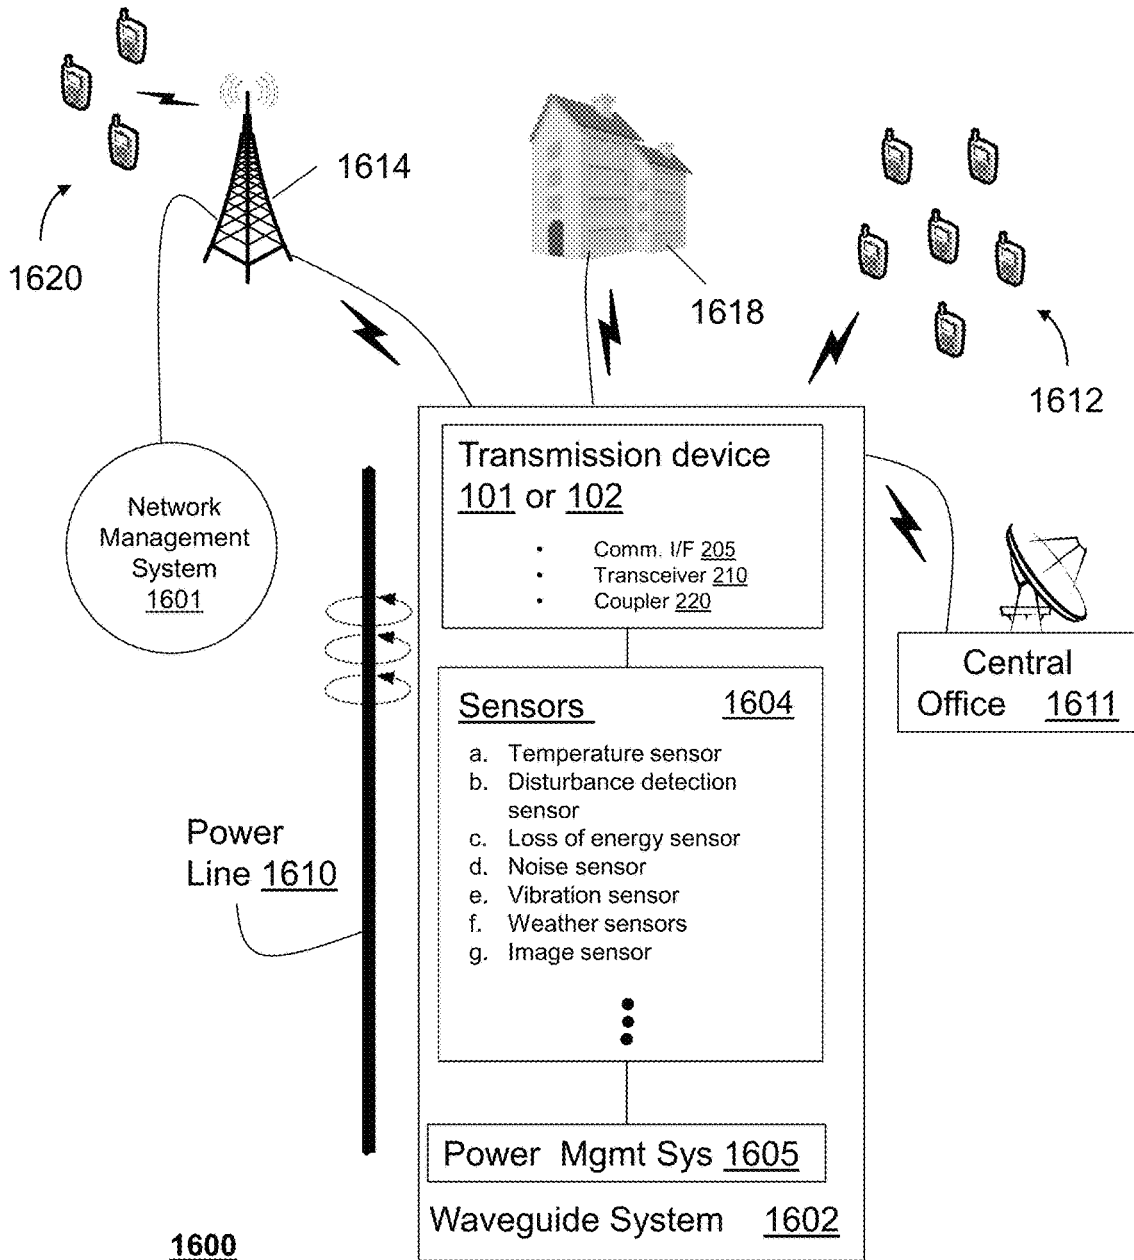 1614
1620
1618
1612
Network
Management
System
1601
Transmission device
101 or 102
• Comm. I/F 205
• Transceiver 210
• Coupler 220
Central
Office 1611
Sensors 1604
a. Temperature sensor
b. Disturbance detection
sensor
c. Loss of energy sensor
d. Noise sensor
e. Vibration sensor
f. Weather sensors
g. Image sensor
Power
Line 1610
Power Mgmt Sys 1605
Waveguide System 1602
1600